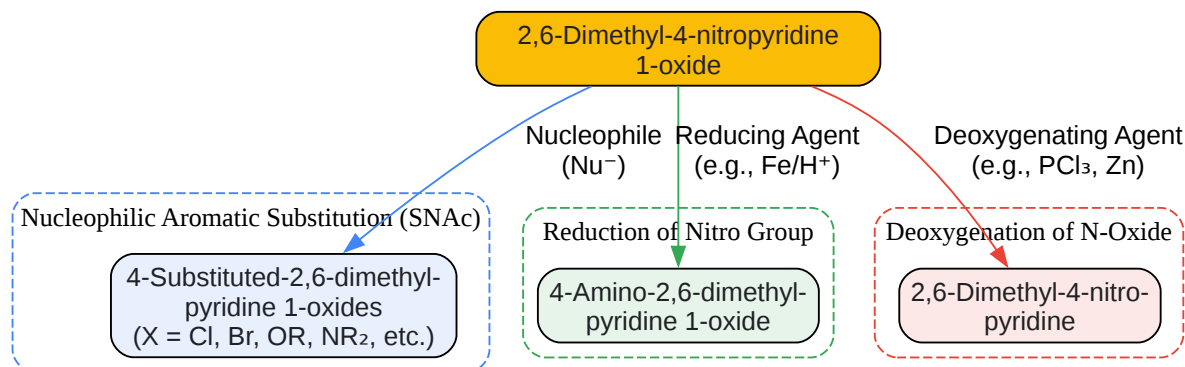 2,6-Dimethyl-4-nitropyridine
1-oxide
Nucleophile
(Nu⁻)
Reducing Agent
(e.g., Fe/H⁺)
Deoxygenating Agent
(e.g., PCl₃, Zn)
Nucleophilic Aromatic Substitution (SNAc)
4-Substituted-2,6-dimethyl-
pyridine 1-oxides
(X = Cl, Br, OR, NR₂, etc.)
Reduction of Nitro Group
4-Amino-2,6-dimethyl-
pyridine 1-oxide
Deoxygenation of N-Oxide
2,6-Dimethyl-4-nitro-
pyridine